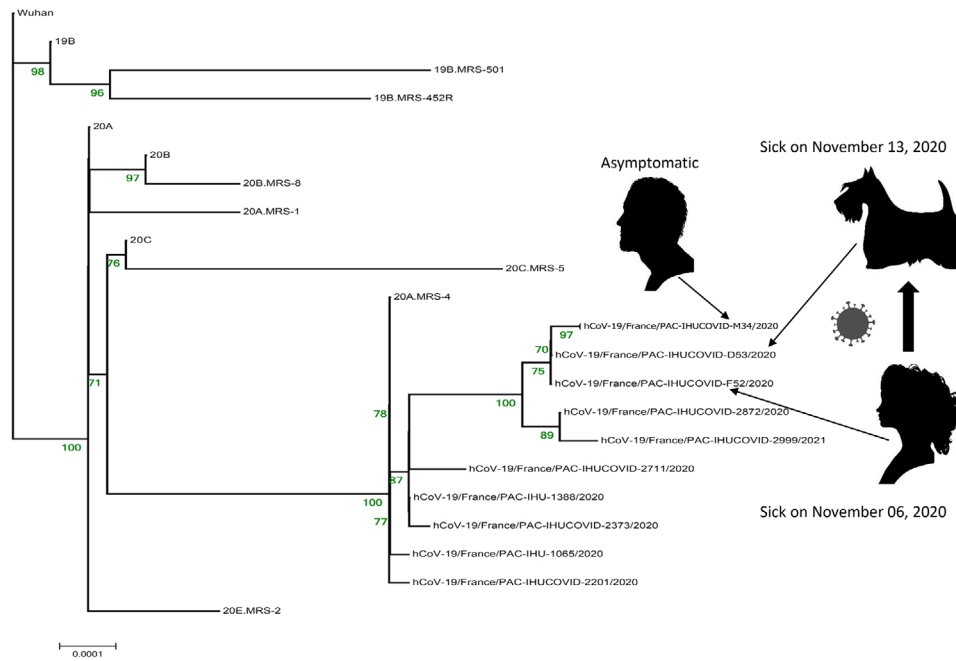 Wuhan
19B
98
19B.MRS-501
96
19B.MRS-452R
20A
20B
97
20B.MRS-8
20A.MRS-1
20C
76
20C.MRS-5
20A.MRS-4
hCoV-19/France/PAC-IHUCOVID-M34/2020
97
70
hCoV-19/France/PAC-IHUCOVID-D53/2020
75
hCoV-19/France/PAC-IHUCOVID-F52/2020
71
100
78
hCoV-19/France/PAC-IHUCOVID-2872/2020
89
hCoV-19/France/PAC-IHUCOVID-2999/2021
100
hCoV-19/France/PAC-IHUCOVID-2711/2020
87
100
hCoV-19/France/PAC-IHU-1388/2020
77
hCoV-19/France/PAC-IHUCOVID-2373/2020
hCoV-19/France/PAC-IHU-1065/2020
hCoV-19/France/PAC-IHUCOVID-2201/2020
20E.MRS-2
0.0001
Asymptomatic
Sick on November 13, 2020
Sick on November 06, 2020